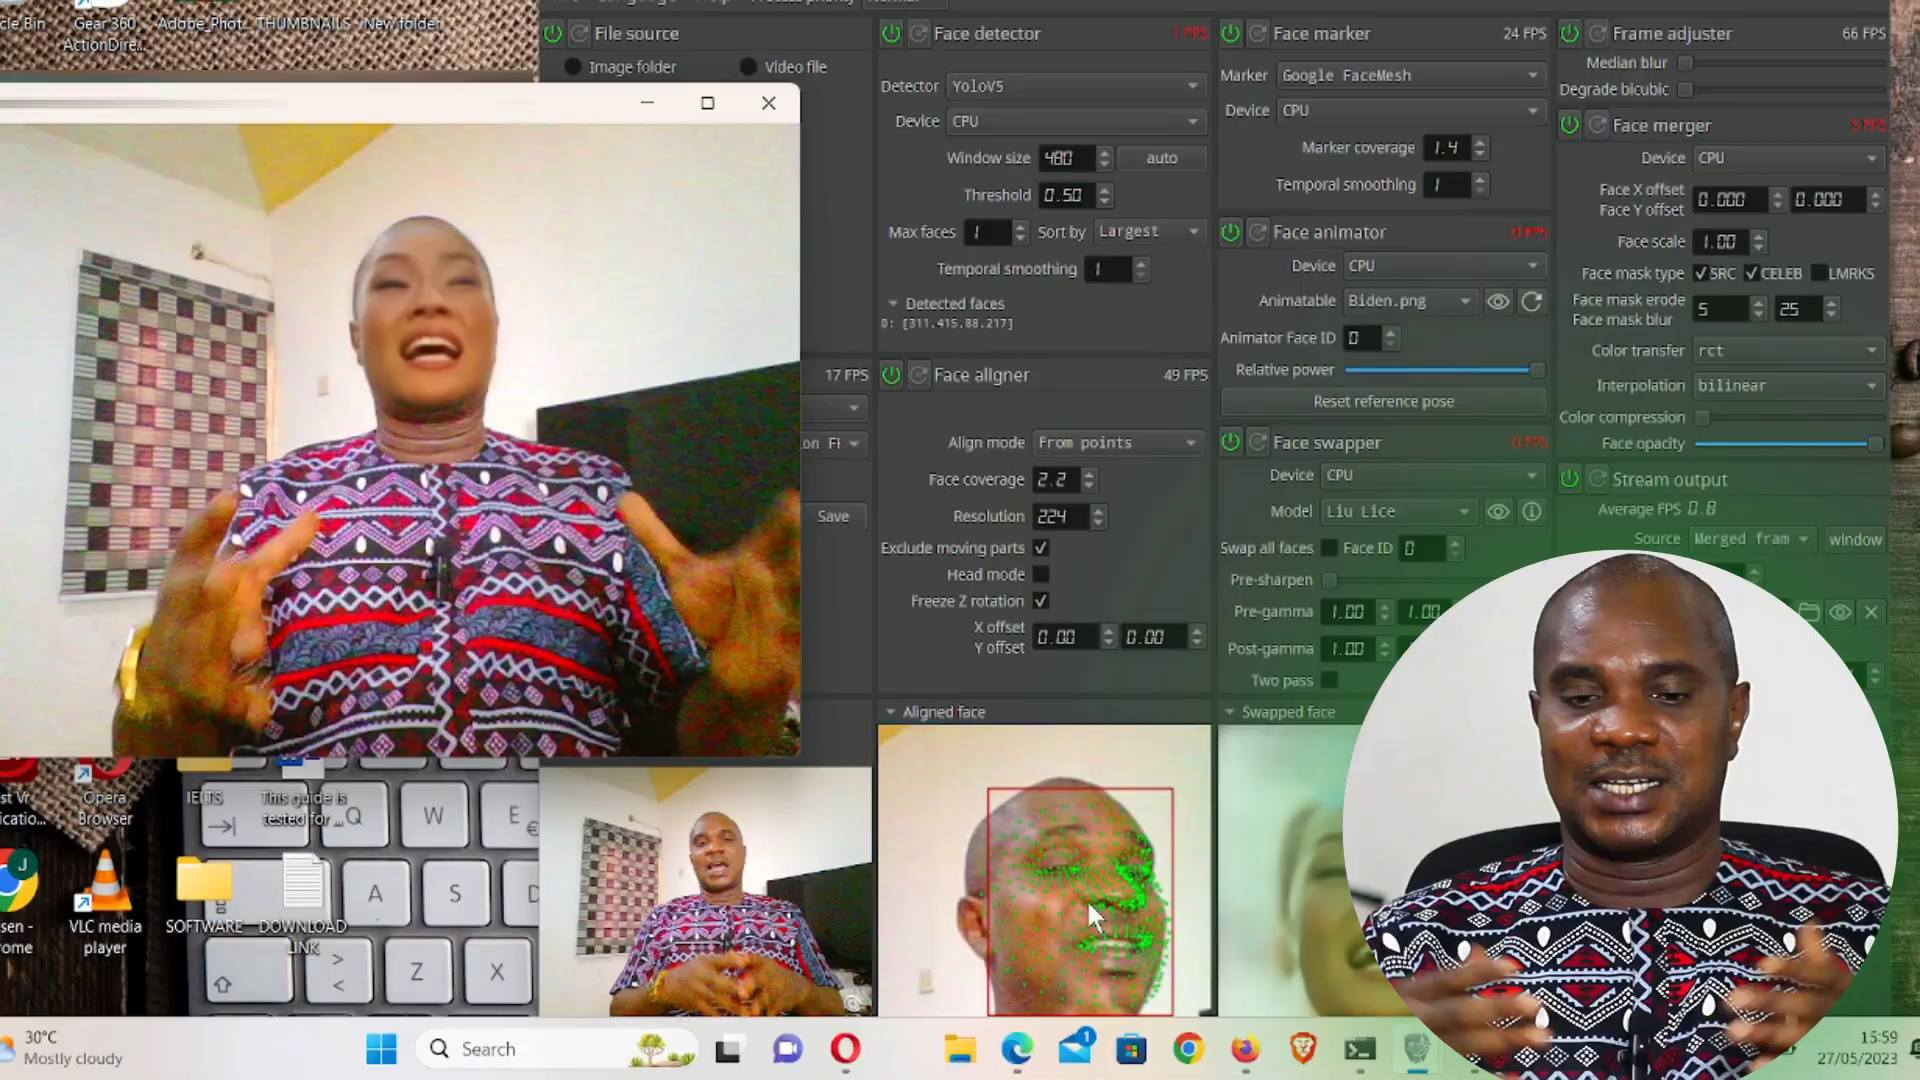 cle Bin
Gear 360
ActionDire...
Adobe_Phot...
THUMBNAILS
New folder
File source
Image folder
Video file
17 FPS
Save
Face detector
1 FPS
Detector YoloV5
Device CPU
Window size 480 auto
Threshold 0.50
Max faces 1 Sort by Largest
Temporal smoothing 1
Detected faces
0: [311.415.88.217]
Face aligner
49 FPS
Align mode From points
Face coverage 2.2
Resolution 224
Exclude moving parts
Head mode
Freeze Z rotation
X offset
Y offset
0.00 0.00
Aligned face
Face marker
24 FPS
Marker Google FaceMesh
Device CPU
Marker coverage 1.4
Temporal smoothing 1
Face animator
0 FPS
Device CPU
Animatable Biden.png
Animator Face ID 0
Relative power
Reset reference pose
Face swapper
0 FPS
Device CPU
Model Liu Lice
Swap all faces Face ID 0
Pre-sharpen
Pre-gamma 1.00 1.00
Post-gamma 1.00
Two pass
Swapped face
Frame adjuster
66 FPS
Median blur
Degrade bicubic
Face merger
5 FPS
Device CPU
Face X offset
Face Y offset
0.000 0.000
Face scale 1.00
Face mask type SRC CELEB LMRKS
Face mask erode
Face mask blur
5 25
Color transfer rct
Interpolation bilinear
Color compression
Face opacity
Stream output
Average FPS 0.8
Source Merged fram window
Opera
Browser
IELTS
This guide is
tested for ...
VLC media
player
SOFTWARE
DOWNLOAD
LINK
Q W E
A S D
Z X
30°C
Mostly cloudy
Search
1
15:59
27/05/2023